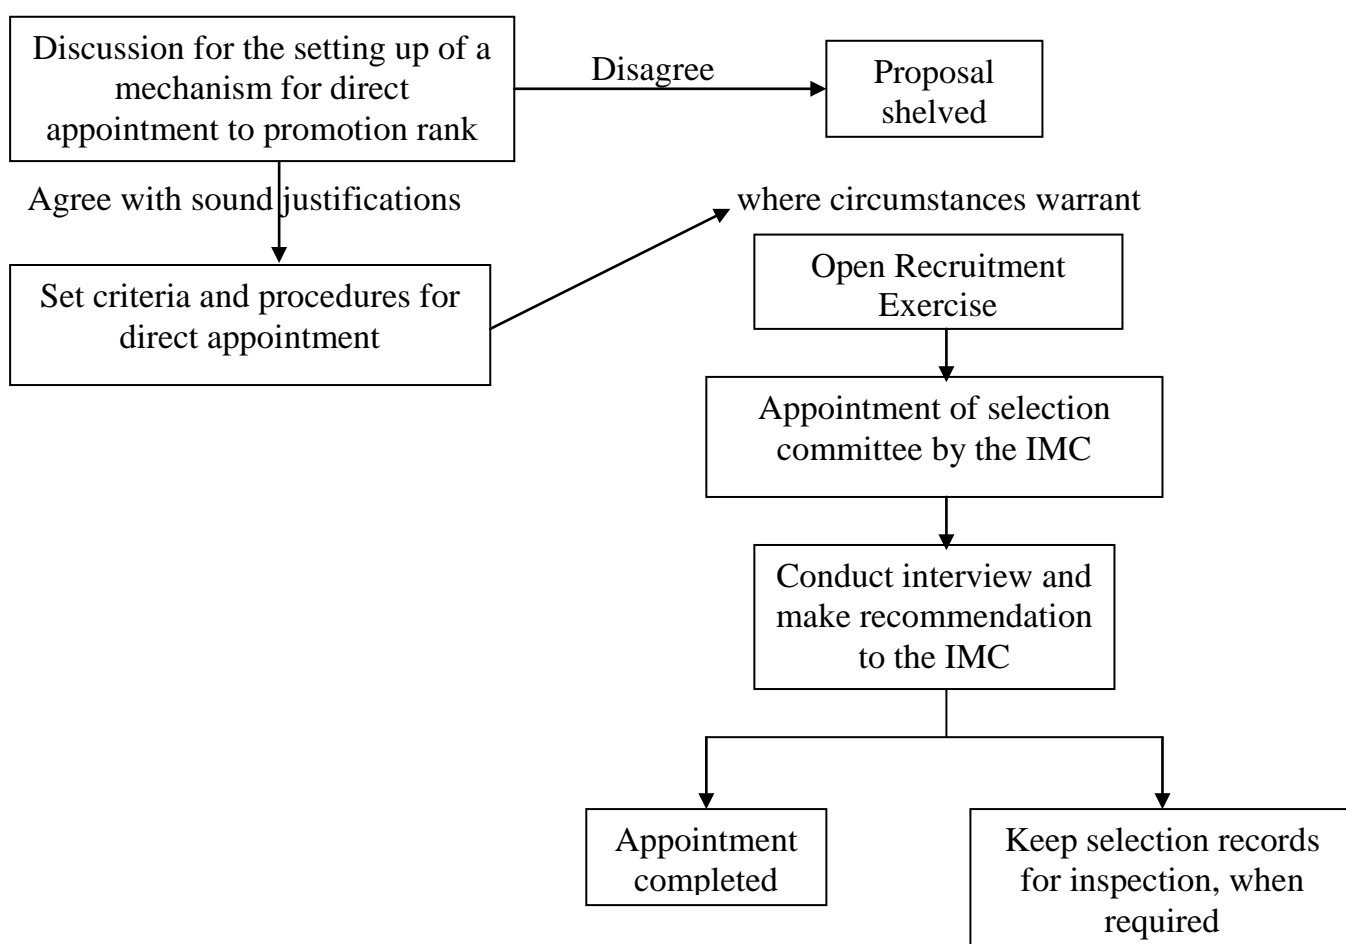 Discussion for the setting up of a
mechanism for direct
appointment to promotion rank
Disagree
Proposal
shelved
Agree with sound justifications
where circumstances warrant
Set criteria and procedures for
direct appointment
Open Recruitment
Exercise
Appointment of selection
committee by the IMC
Conduct interview and
make recommendation
to the IMC
Appointment
completed
Keep selection records
for inspection, when
required